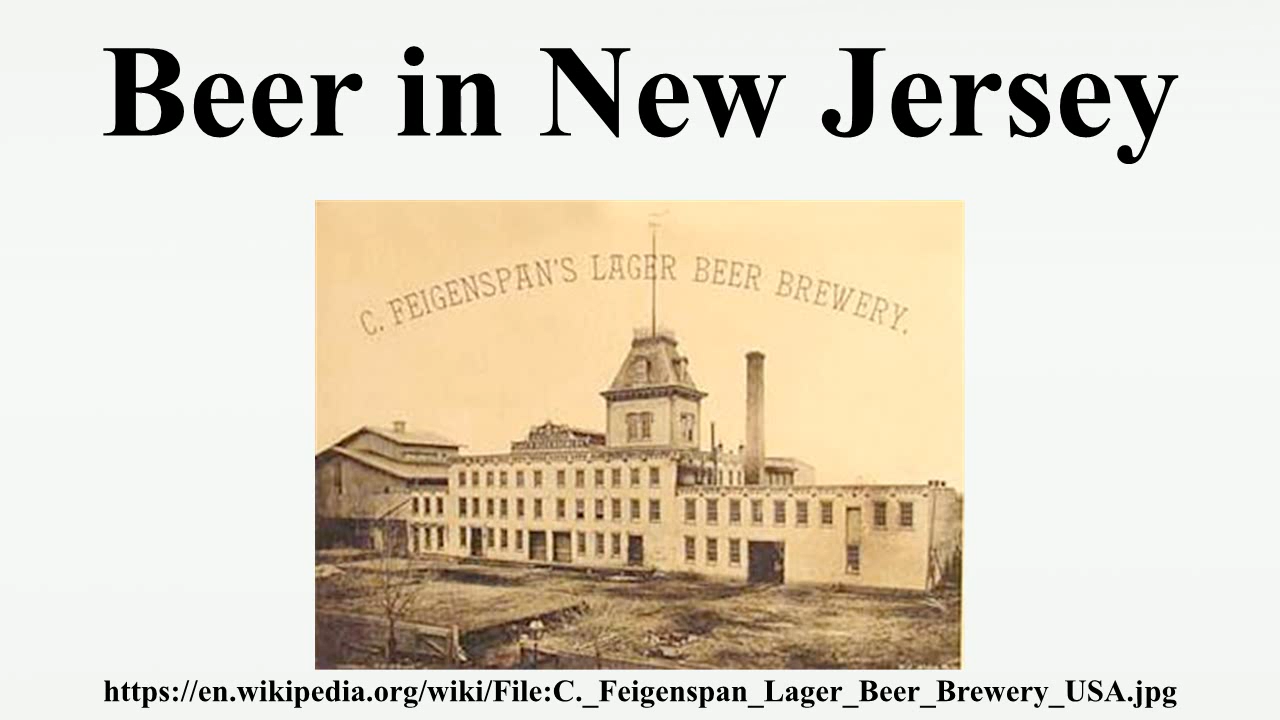 Beer in New Jersey
C. FEIGENSPAN'S LAGER BEER BREWERY.
https://en.wikipedia.org/wiki/File:C._Feigenspan_Lager_Beer_Brewery_USA.jpg